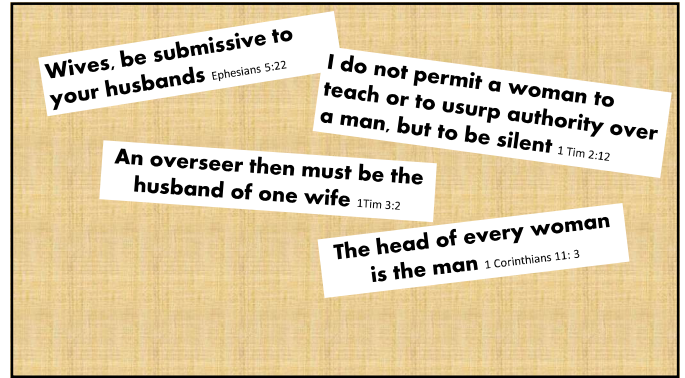 Wives, be submissive to
your husbands Ephesians 5:22
I do not permit a woman to
teach or to usurp authority over
a man, but to be silent 1 Tim 2:12
An overseer then must be the
husband of one wife 1Tim 3:2
The head of every woman
is the man 1 Corinthians 11: 3